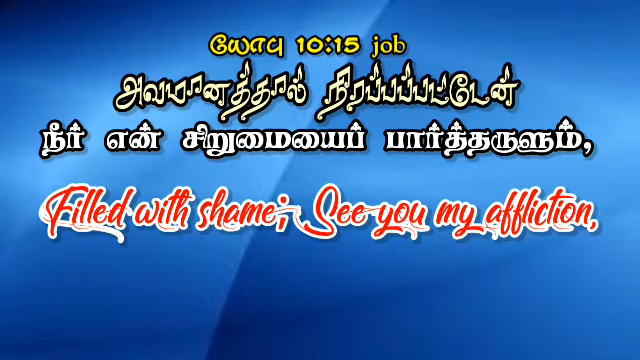 யோபு 10:15 job
அவமானத்தால் நிரப்பப்பட்டேன்
நீர் என் சிறுமையைப் பார்த்தருளும்,
Filled with shame; See you my affliction,